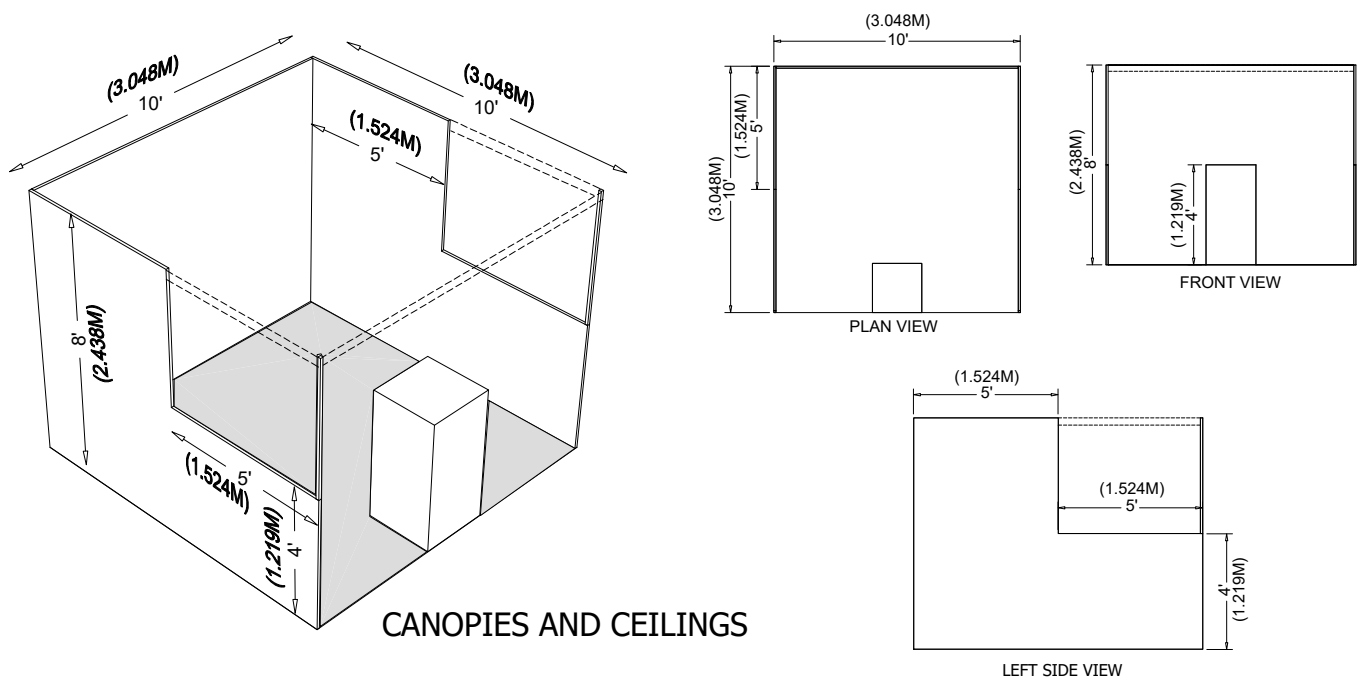 (3.048M)
10'
(3.048M)
10'
(1.524M)
5'
8'
(2.438M)
5'
(1.524M)
4'
(1.219M)
CANOPIES AND CEILINGS
(3.048M)
10'
(1.524M)
5'
(3.048M)
10'
PLAN VIEW
(2.438M)
8'
(1.219M)
4'
FRONT VIEW
(1.524M)
5'
(1.524M)
5'
4'
(1.219M)
LEFT SIDE VIEW